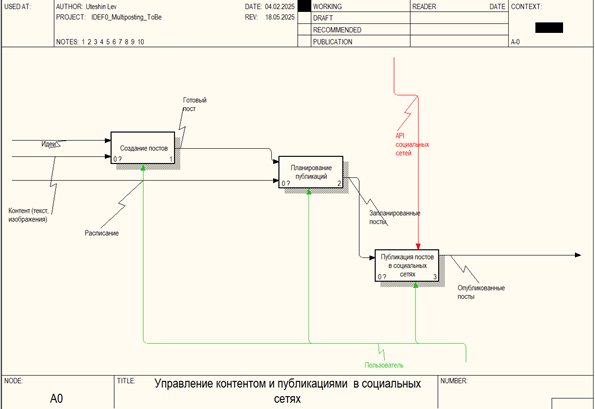 USED AT:
AUTHOR: Uteshin Lev
DATE: 04.02.2025
PROJECT: IDEF0_Multiposting_ToBe
REV: 18.05.2025
NOTES: 1 2 3 4 5 6 7 8 9 10
WORKING
DRAFT
RECOMMENDED
PUBLICATION
READER
DATE
CONTEXT:
A-0
Готовый
пост
Идея
Создание постов
0 ?
1
API
социальных
сетей
Планирование
публикаций
0 ?
2
Контент (текст,
изображения)
Расписание
Запланированные
посты
Публикация постов
в социальных
сетях
0 ?
3
Опубликованные
посты
Пользователь
NODE:
A0
TITLE:
Управление контентом и публикациями в социальных
сетях
NUMBER: